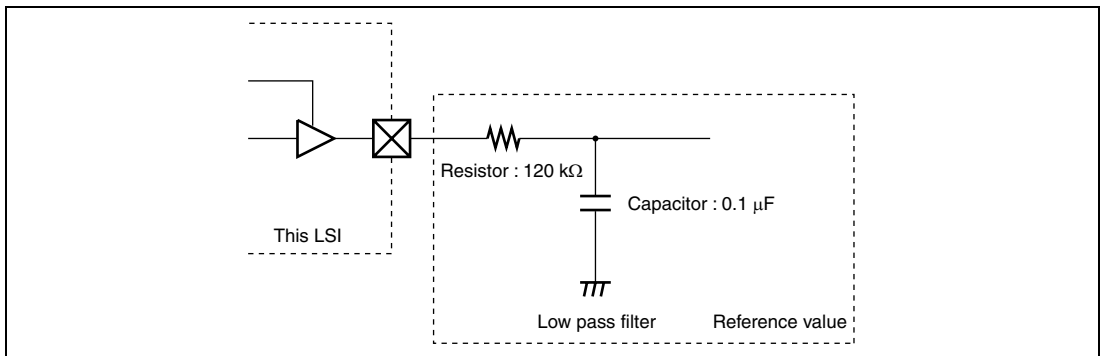 Resistor : 120 kΩ
Capacitor : 0.1 μF
This LSI
Low pass filter
Reference value